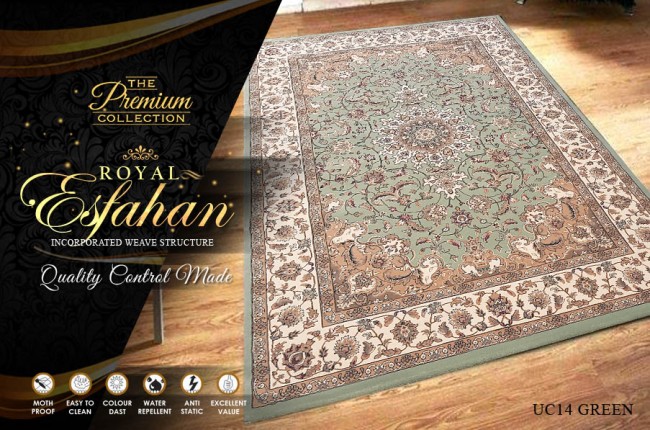 THE
Premium
COLLECTION
ROYAL
Esfahan
INCORPORATED WEAVE STRUCTURE
Quality Control Made
MOTH PROOF
EASY TO CLEAN
COLOUR DAST
WATER REPELLENT
ANTI STATIC
EXCELLENT VALUE
UC14 GREEN